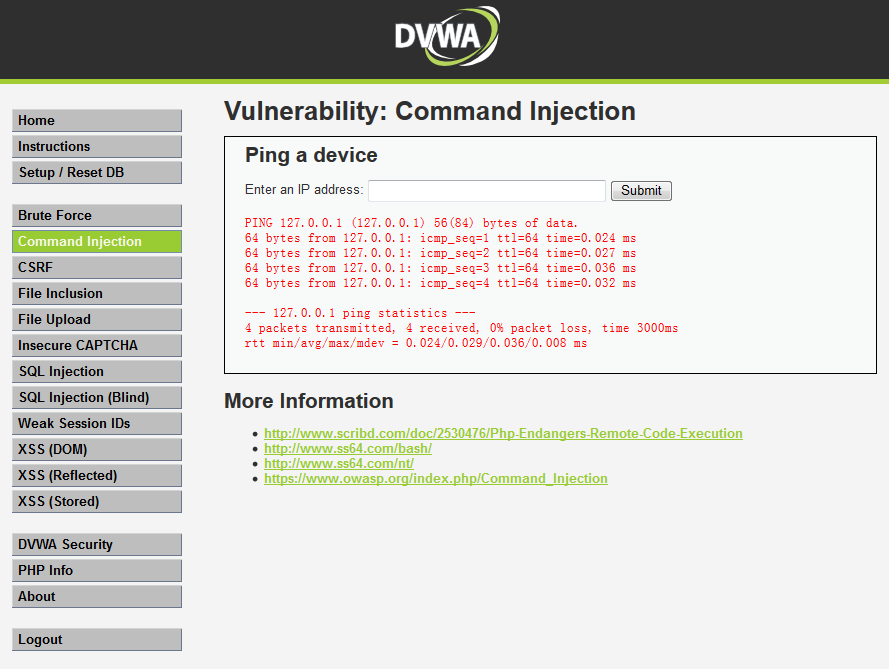 DVWA
Home
Instructions
Setup / Reset DB
Brute Force
Command Injection
CSRF
File Inclusion
File Upload
Insecure CAPTCHA
SQL Injection
SQL Injection (Blind)
Weak Session IDs
XSS (DOM)
XSS (Reflected)
XSS (Stored)
DVWA Security
PHP Info
About
Logout
Vulnerability: Command Injection
Ping a device
Enter an IP address: Submit
PING 127.0.0.1 (127.0.0.1) 56(84) bytes of data.
64 bytes from 127.0.0.1: icmp_seq=1 ttl=64 time=0.024 ms
64 bytes from 127.0.0.1: icmp_seq=2 ttl=64 time=0.027 ms
64 bytes from 127.0.0.1: icmp_seq=3 ttl=64 time=0.036 ms
64 bytes from 127.0.0.1: icmp_seq=4 ttl=64 time=0.032 ms
--- 127.0.0.1 ping statistics ---
4 packets transmitted, 4 received, 0% packet loss, time 3000ms
rtt min/avg/max/mdev = 0.024/0.029/0.036/0.008 ms
More Information
http://www.scribd.com/doc/2530476/Php-Endangers-Remote-Code-Execution
http://www.ss64.com/bash/
http://www.ss64.com/nt/
https://www.owasp.org/index.php/Command_Injection